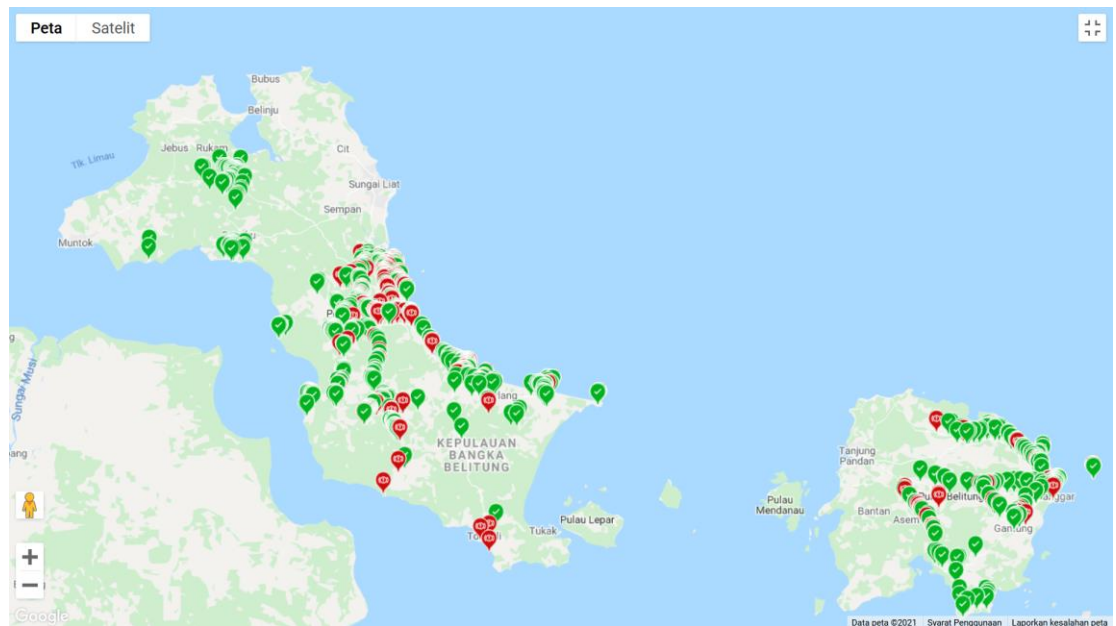 Peta Satelit
Bubus
Belinju
Jebus Rukam
Cit
Tlk. Limau
Sungai Liat
Sempan
Muntok
Sungai Musi
KEPULAUAN
BANGKA
BELITUNG
Tanjung
Pandan
Pulau
Mendanau
Belitung
Bantan
Asem
Gantung
Pulau Lepar
Tukak
Google
Data peta ©2021 Syarat Penggunaan Laporkan kesalahan peta